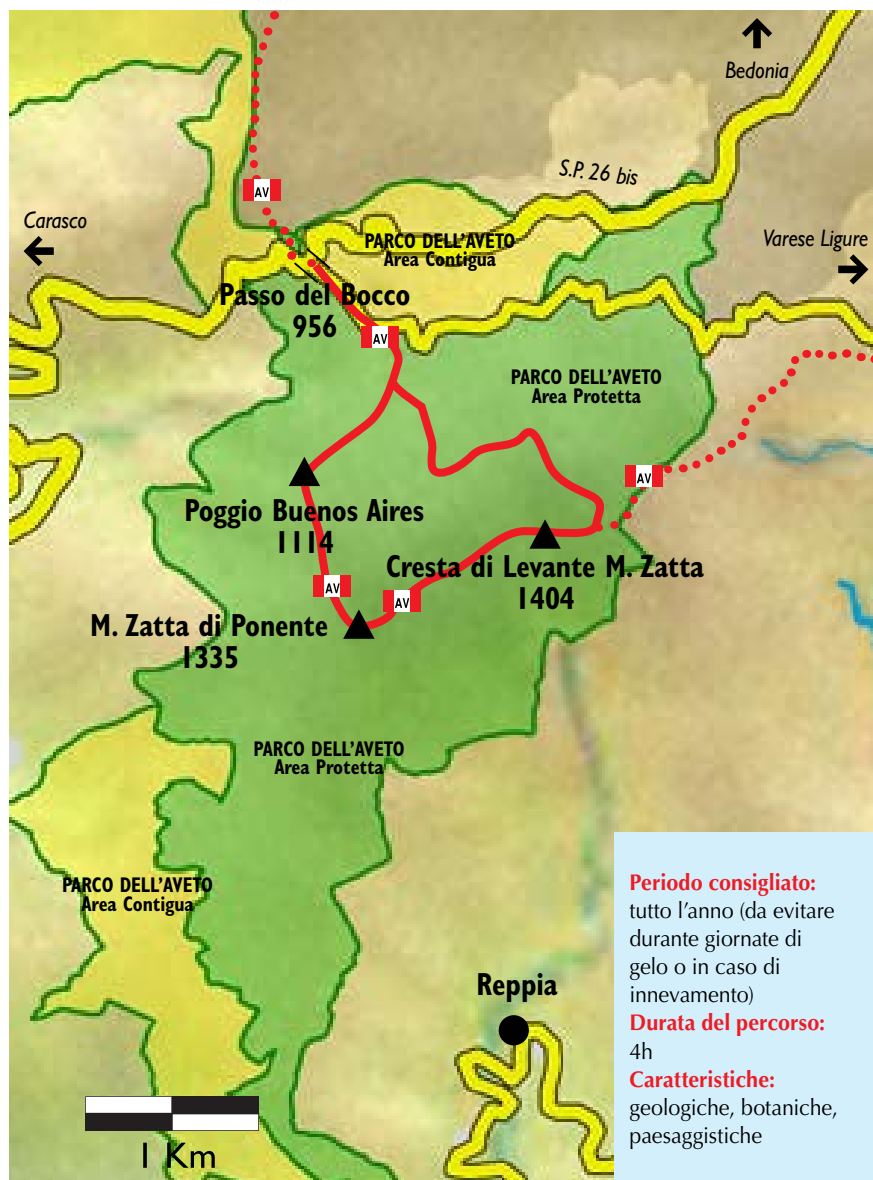 Bedonia
S.P. 26 bis
AV
Carasco
PARCO DELL'AVETO
Area Contigua
Varese Ligure
Passo del Bocco
956
AV
PARCO DELL'AVETO
Area Protetta
AV
Poggio Buenos Aires
1114
Cresta di Levante M. Zatta
1404
AV
AV
M. Zatta di Ponente
1335
PARCO DELL'AVETO
Area Protetta
PARCO DELL'AVETO
Area Contigua
Reppia
1 Km
Periodo consigliato:
tutto l'anno (da evitare
durante giornate di
gelo o in caso di
innevamento)
Durata del percorso:
4h
Caratteristiche:
geologiche, botaniche,
paesaggistiche